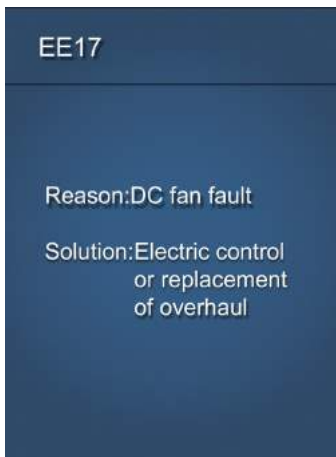 EE17
Reason:DC fan fault
Solution:Electric control
or replacement
of overhaul